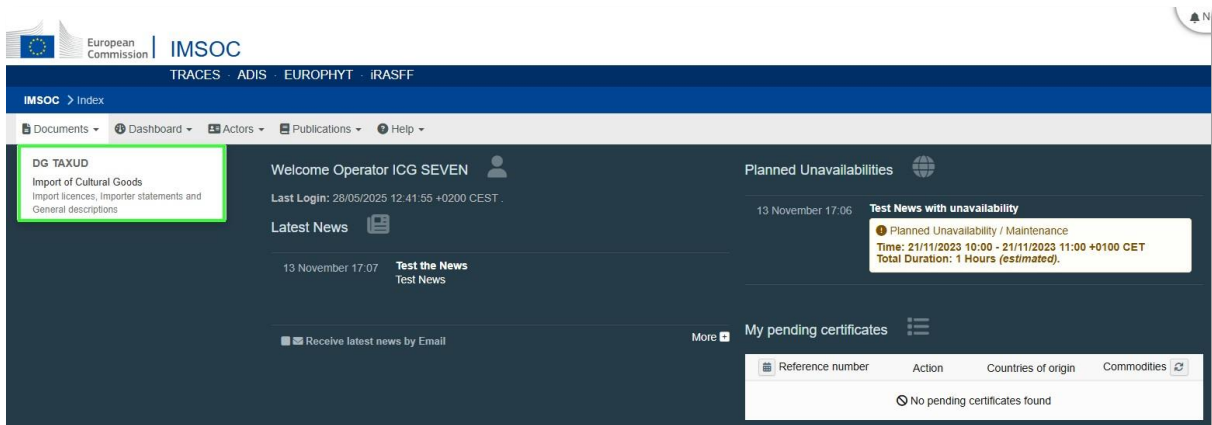 N
European
Commission
IMSOC
TRACES · ADIS · EUROPHYT · iRASFF
IMSOC > Index
Documents Dashboard Actors Publications Help
DG TAXUD
Import of Cultural Goods
Import licences, Importer statements and
General descriptions
Welcome Operator ICG SEVEN
Last Login: 28/05/2025 12:41:55 +0200 CEST .
Latest News
13 November 17:07 Test the News
Test News
Receive latest news by Email
More
Planned Unavailabilities
13 November 17:06 Test News with unavailability
Planned Unavailability / Maintenance
Time: 21/11/2023 10:00 - 21/11/2023 11:00 +0100 CET
Total Duration: 1 Hours (estimated).
My pending certificates
Reference number Action Countries of origin Commodities
No pending certificates found